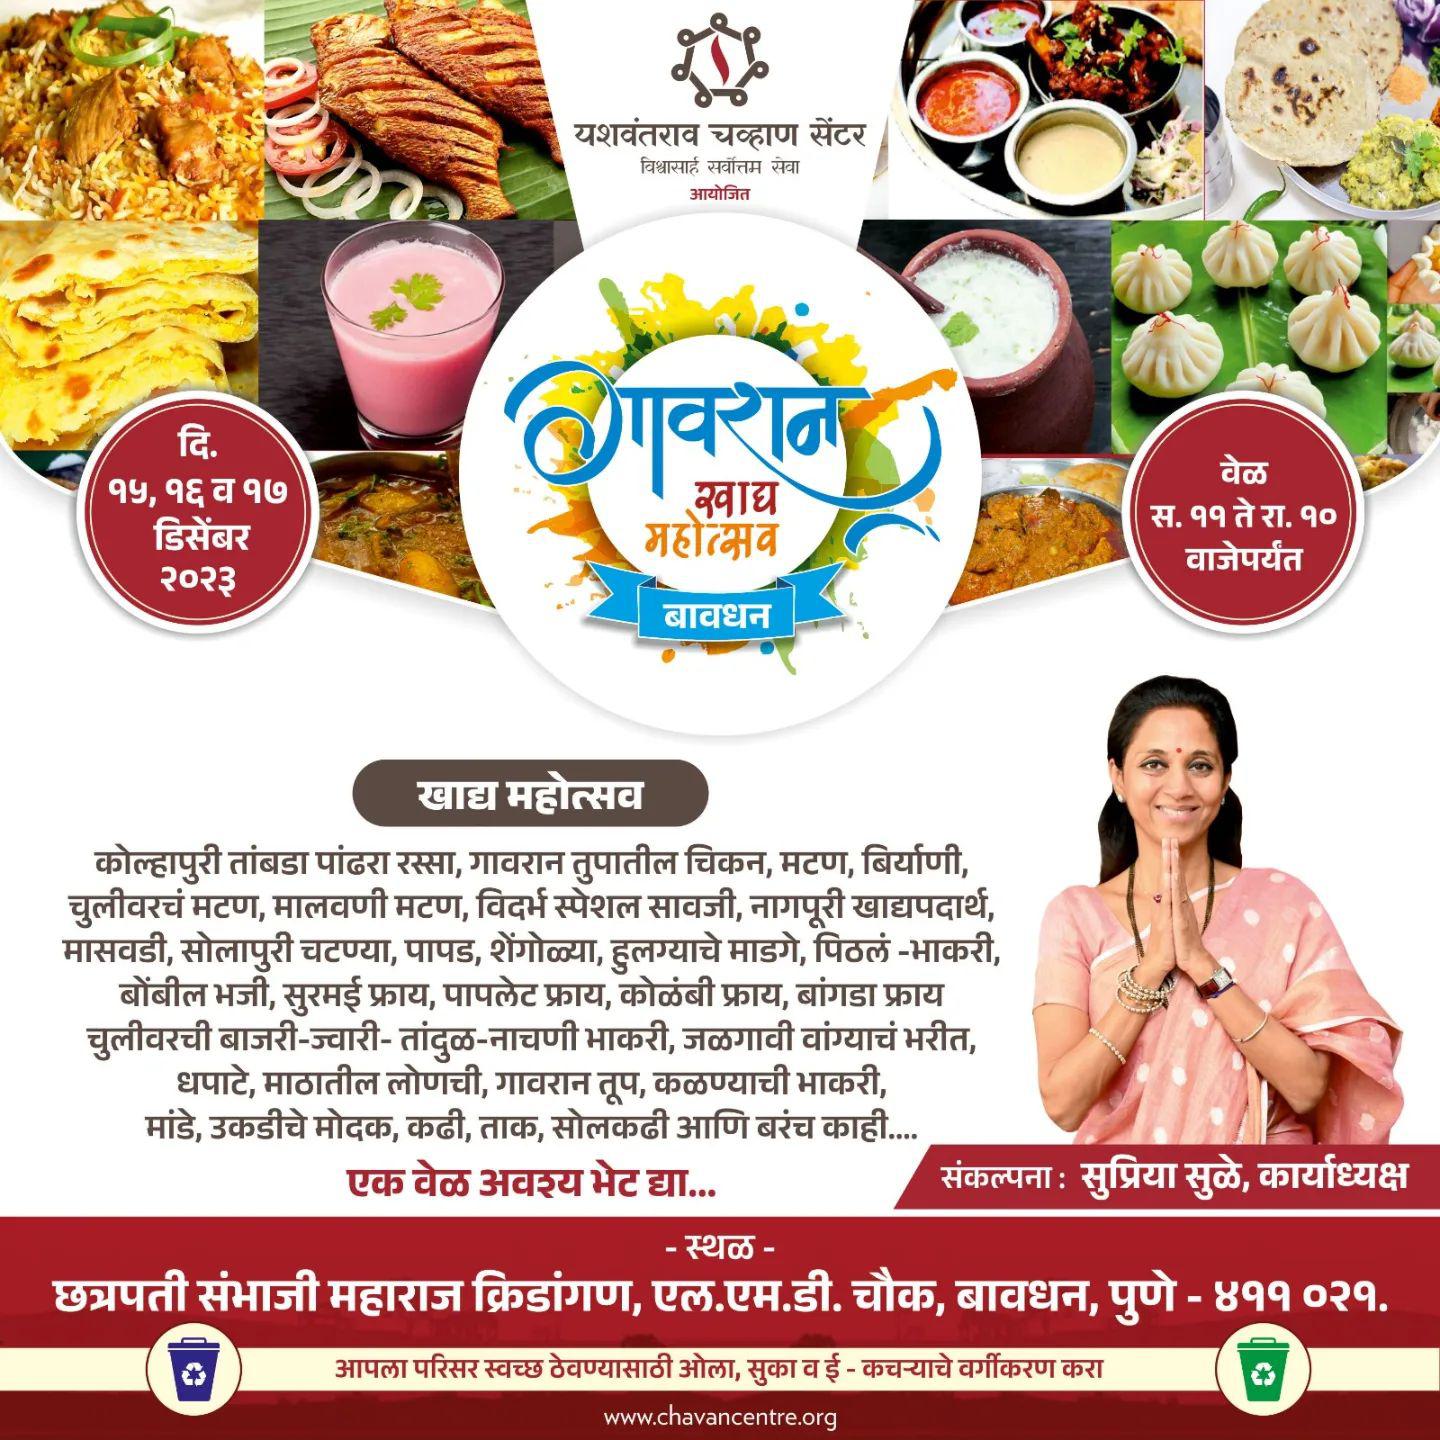 यशवंतराव चव्हाण सेंटर
विश्वासार्ह सर्वोत्तम सेवा
आयोजित
गावरान
खाद्य
महोत्सव
बावधन
दि.
१५, १६ व १७
डिसेंबर
२०२३
वेळ
स. ११ ते रा. १०
वाजेपर्यंत
खाद्य महोत्सव
कोल्हापुरी तांबडा पांढरा रस्सा, गावरान तुपातील चिकन, मटण, बिर्याणी,
चुलीवरचं मटण, मालवणी मटण, विदर्भ स्पेशल सावजी, नागपूरी खाद्यपदार्थ,
मासवडी, सोलापुरी चटण्या, पापड, शेंगोळ्या, हुलग्याचे माडगे, पिठलं -भाकरी,
बोंबील भजी, सुरमई फ्राय, पापलेट फ्राय, कोळंबी फ्राय, बांगडा फ्राय
चुलीवरची बाजरी-ज्वारी- तांदुळ-नाचणी भाकरी, जळगावी वांग्याचं भरीत,
धपाटे, माठातील लोणची, गावरान तूप, कळण्याची भाकरी,
मांडे, उकडीचे मोदक, कढी, ताक, सोलकढी आणि बरंच काही....
एक वेळ अवश्य भेट द्या...
संकल्पना : सुप्रिया सुळे, कार्याध्यक्ष
- स्थळ -
छत्रपती संभाजी महाराज क्रिडांगण, एल.एम.डी. चौक, बावधन, पुणे - ४११ ०२१.
आपला परिसर स्वच्छ ठेवण्यासाठी ओला, सुका व ई - कचऱ्याचे वर्गीकरण करा
www.chavancentre.org